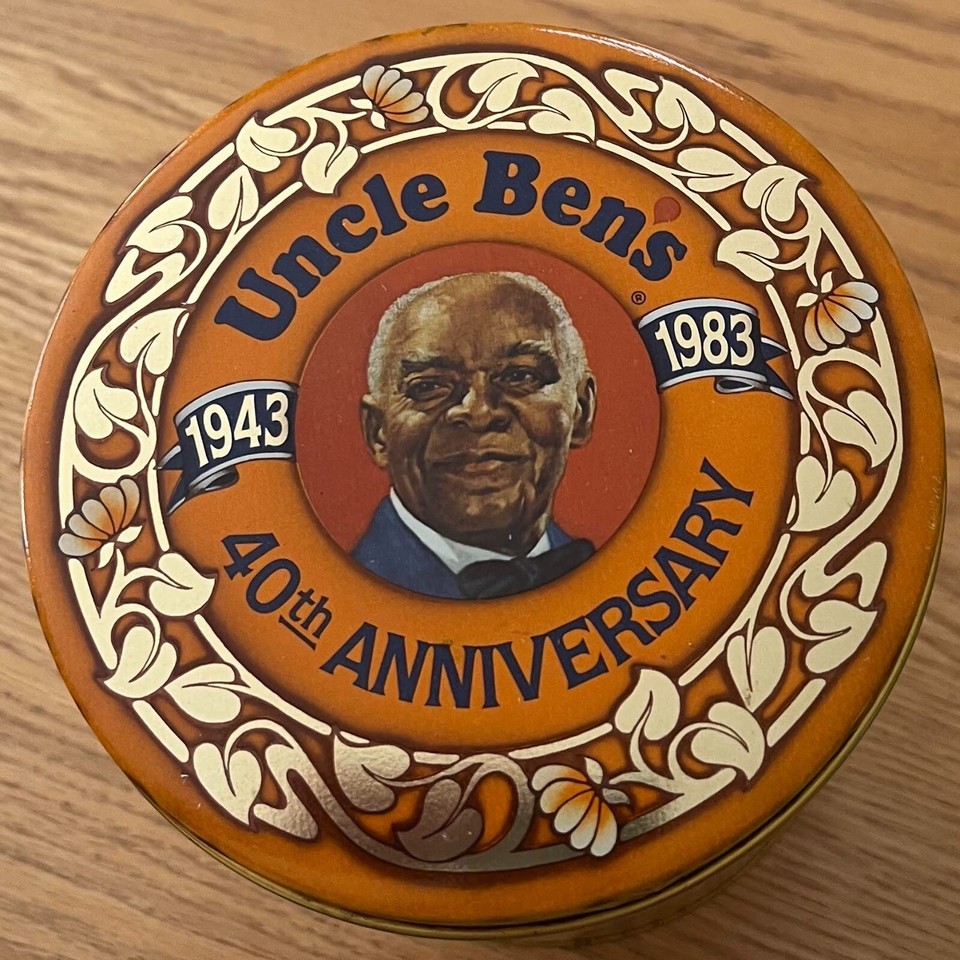 Uncle Ben's
®
1943
1983
40th ANNIVERSARY